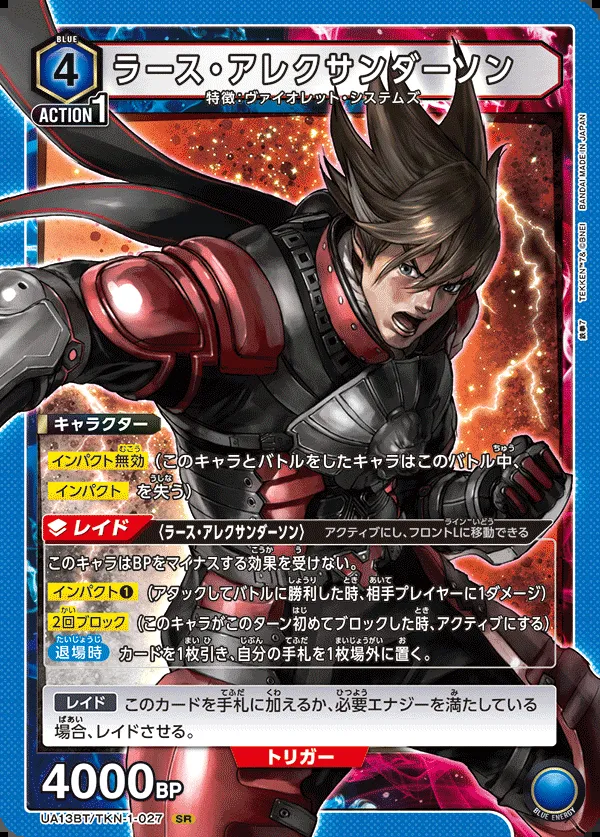 BLUE
4
ACTION 1
ラース・アレクサンダーソン
特徴:ヴァイオレット・システムズ
鉄拳7 TEKKEN™7& ©BNEI BANDAI MADE IN JAPAN
キャラクター
インパクト無効 (このキャラとバトルをしたキャラはこのバトル中、
インパクト を失う)
レイド 〈ラース・アレクサンダーソン〉 アクティブにし、フロントLに移動できる
このキャラはBPをマイナスする効果を受けない。
インパクト❶ (アタックしてバトルに勝利した時、相手プレイヤーに1ダメージ)
2回ブロック (このキャラがこのターン初めてブロックした時、アクティブにする)
退場時 カードを1枚引き、自分の手札を1枚場外に置く。
レイド このカードを手札に加えるか、必要エナジーを満たしている
場合、レイドさせる。
トリガー
4000BP
UA13BT/TKN-1-027 SR
BLUE ENERGY